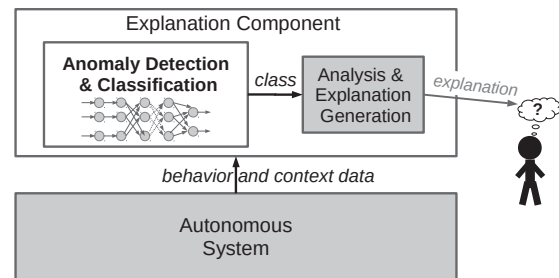 Explanation Component
Anomaly Detection
& Classification
class
Analysis &
Explanation
Generation
explanation
?
behavior and context data
Autonomous
System